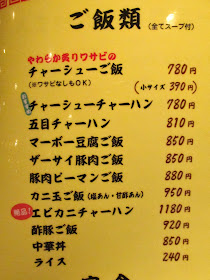 ご飯類(全てスープ付)
やわらか炙りワサビの
チャーシューご飯 780円
(※ワサビなしもOK) (小サイズ 390円)
チャーシューチャーハン 780円
五目チャーハン 810円
マーボー豆腐ご飯 850円
ザーサイ豚肉ご飯 850円
豚肉ピーマンご飯 880円
カニ玉ご飯(塩あん・甘酢あん) 950円
絶品! エビカニチャーハン 1180円
酢豚ご飯 920円
中華丼 850円
ライス 240円